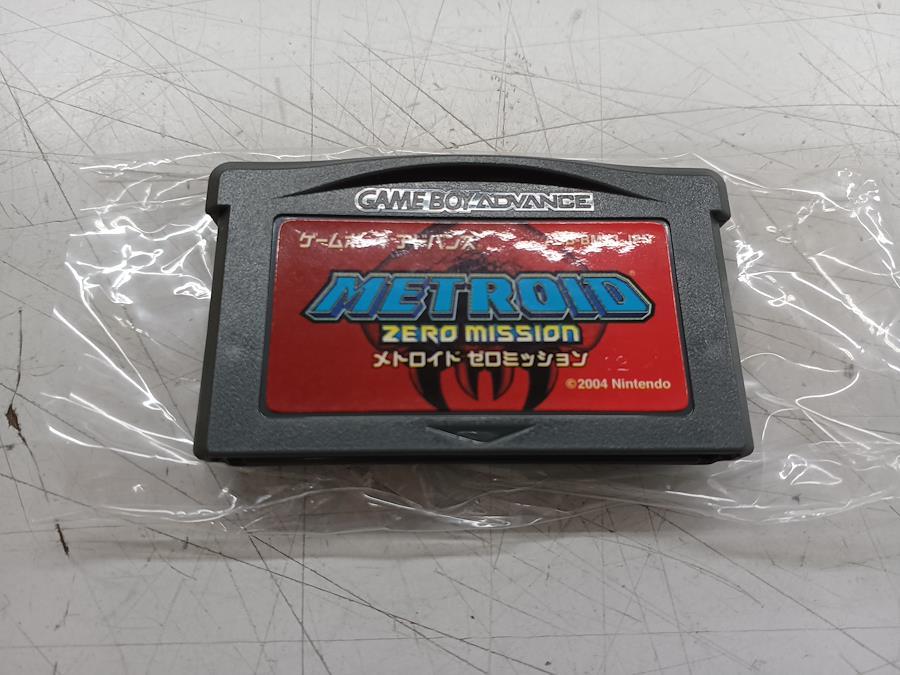 GAME BOY ADVANCE
ゲームボーイアドバンス
METROID
ZERO MISSION
メトロイド ゼロミッション
©2004 Nintendo